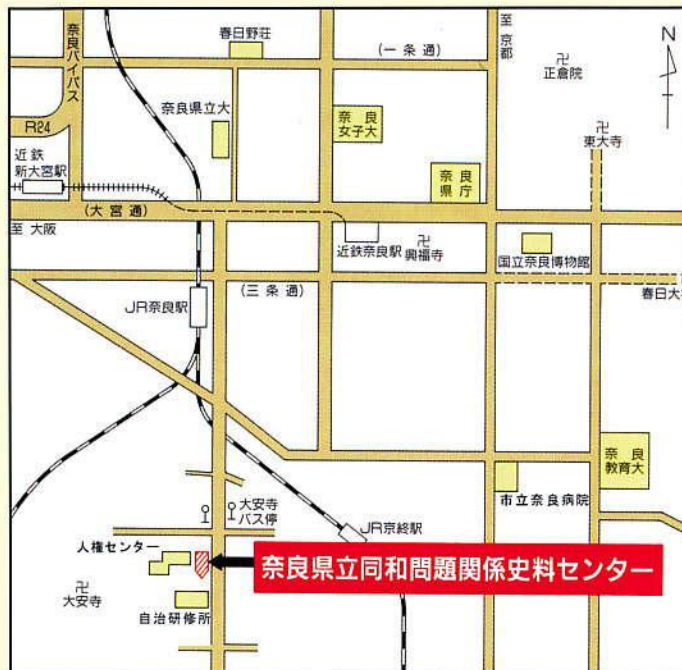 奈良バイパス
春日野荘
(一条通)
至 京都
N
正倉院
奈良県立大
奈良
女子大
R24
東大寺
近鉄
新大宮駅
奈良
県庁
(大宮通)
至 大阪
近鉄奈良駅
興福寺
国立奈良博物館
(三条通)
春日大
JR奈良駅
奈良
教育大
市立奈良病院
大安寺
バス停
JR京終駅
人権センター
奈良県立同和問題関係史料センター
大安寺
自治研修所